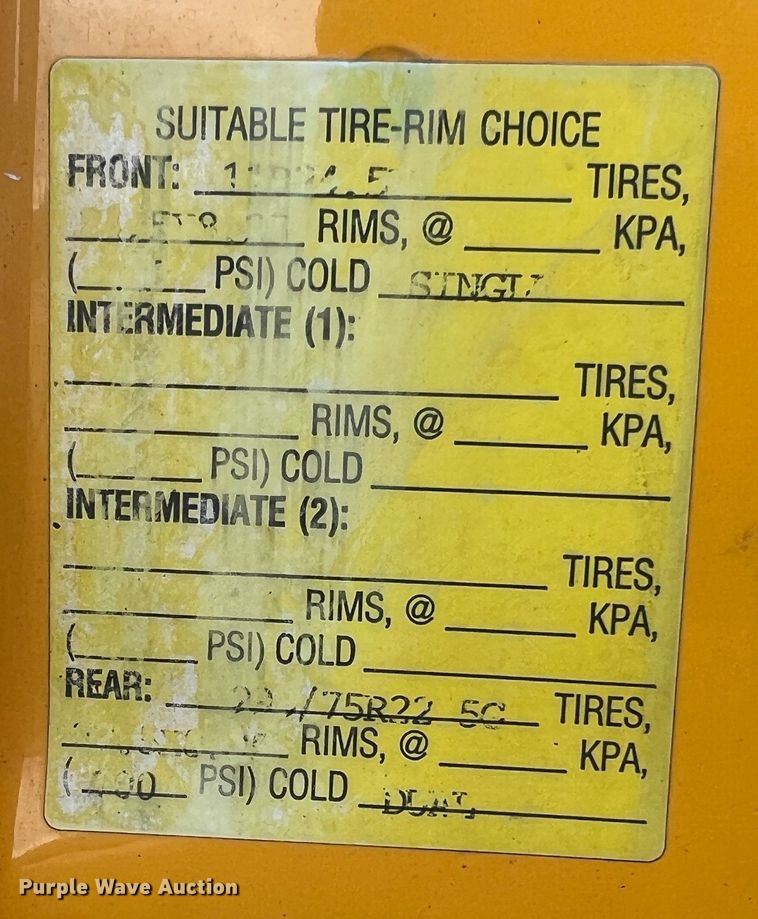 SUITABLE TIRE-RIM CHOICE
FRONT: TIRES,
RIMS, @ KPA,
( PSI) COLD
INTERMEDIATE (1):
TIRES,
RIMS, @ KPA,
( PSI) COLD
INTERMEDIATE (2):
TIRES,
RIMS, @ KPA,
( PSI) COLD
REAR: TIRES,
RIMS, @ KPA,
( PSI) COLD DUAL
Purple Wave Auction